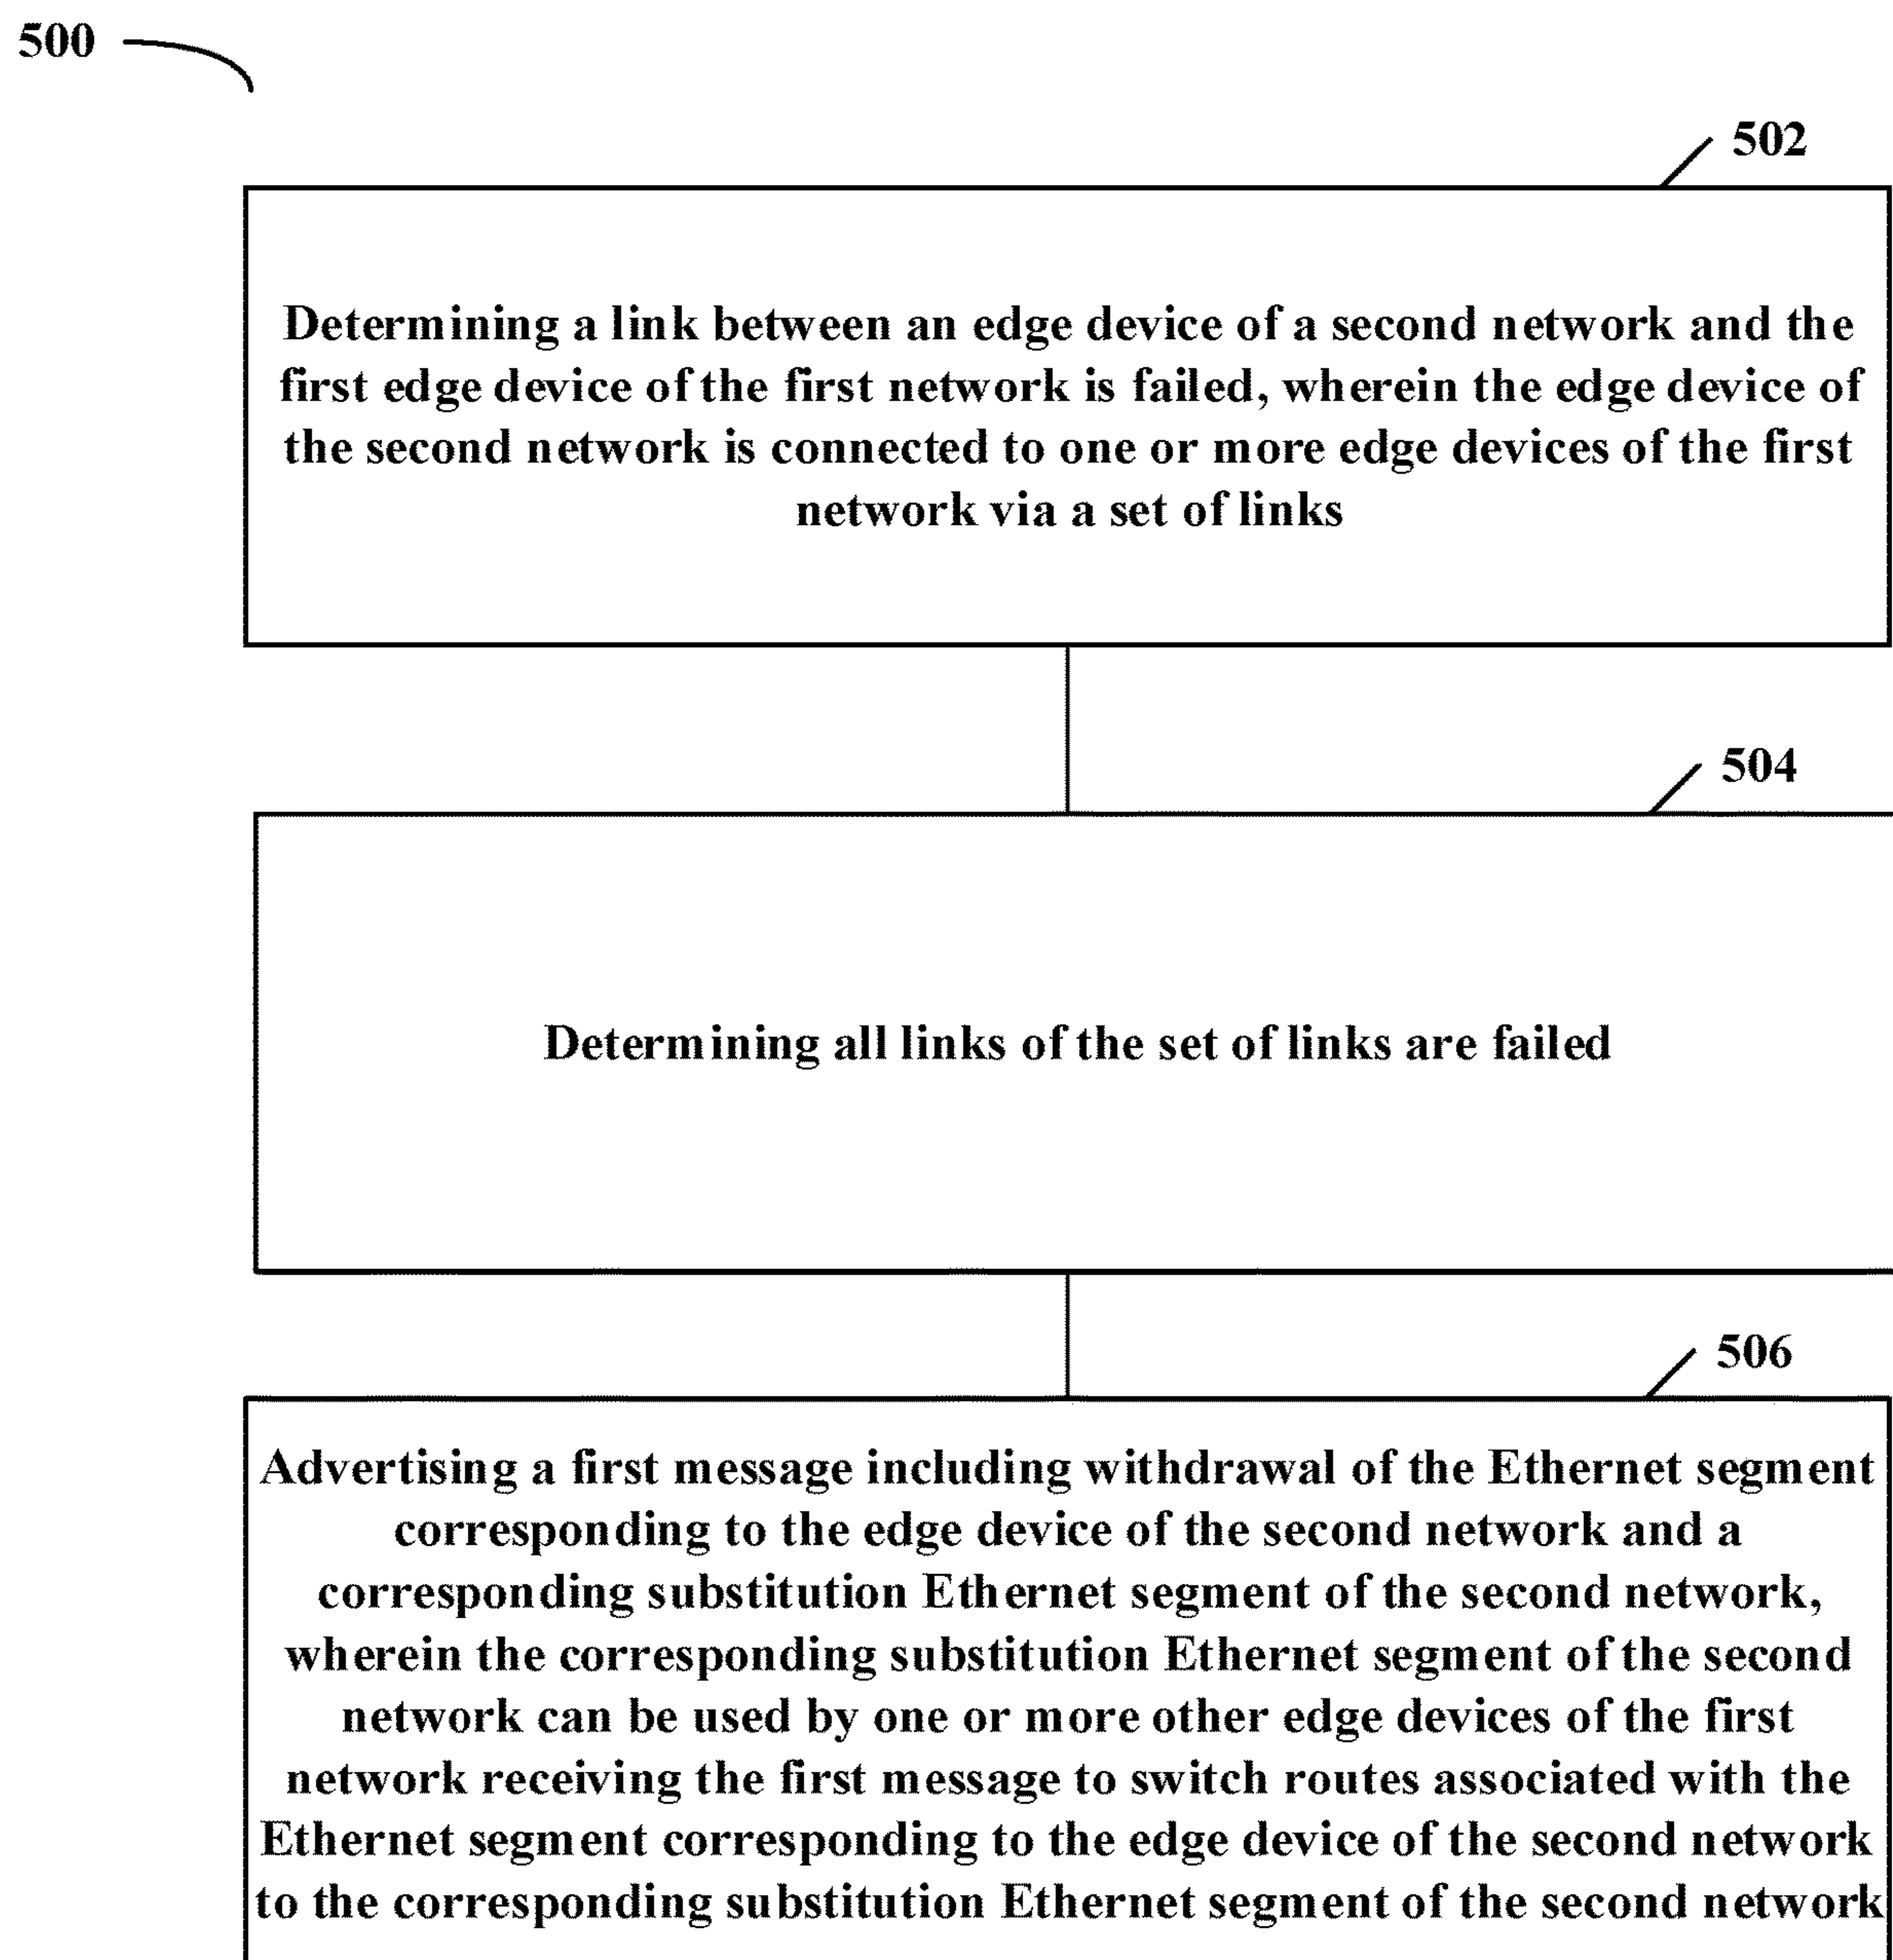 500
502
Determining a link between an edge device of a second network and the
first edge device of the first network is failed, wherein the edge device of
the second network is connected to one or more edge devices of the first
network via a set of links
504
Determining all links of the set of links are failed
506
Advertising a first message including withdrawal of the Ethernet segment
corresponding to the edge device of the second network and a
corresponding substitution Ethernet segment of the second network,
wherein the corresponding substitution Ethernet segment of the second
network can be used by one or more other edge devices of the first
network receiving the first message to switch routes associated with the
Ethernet segment corresponding to the edge device of the second network
to the corresponding substitution Ethernet segment of the second network